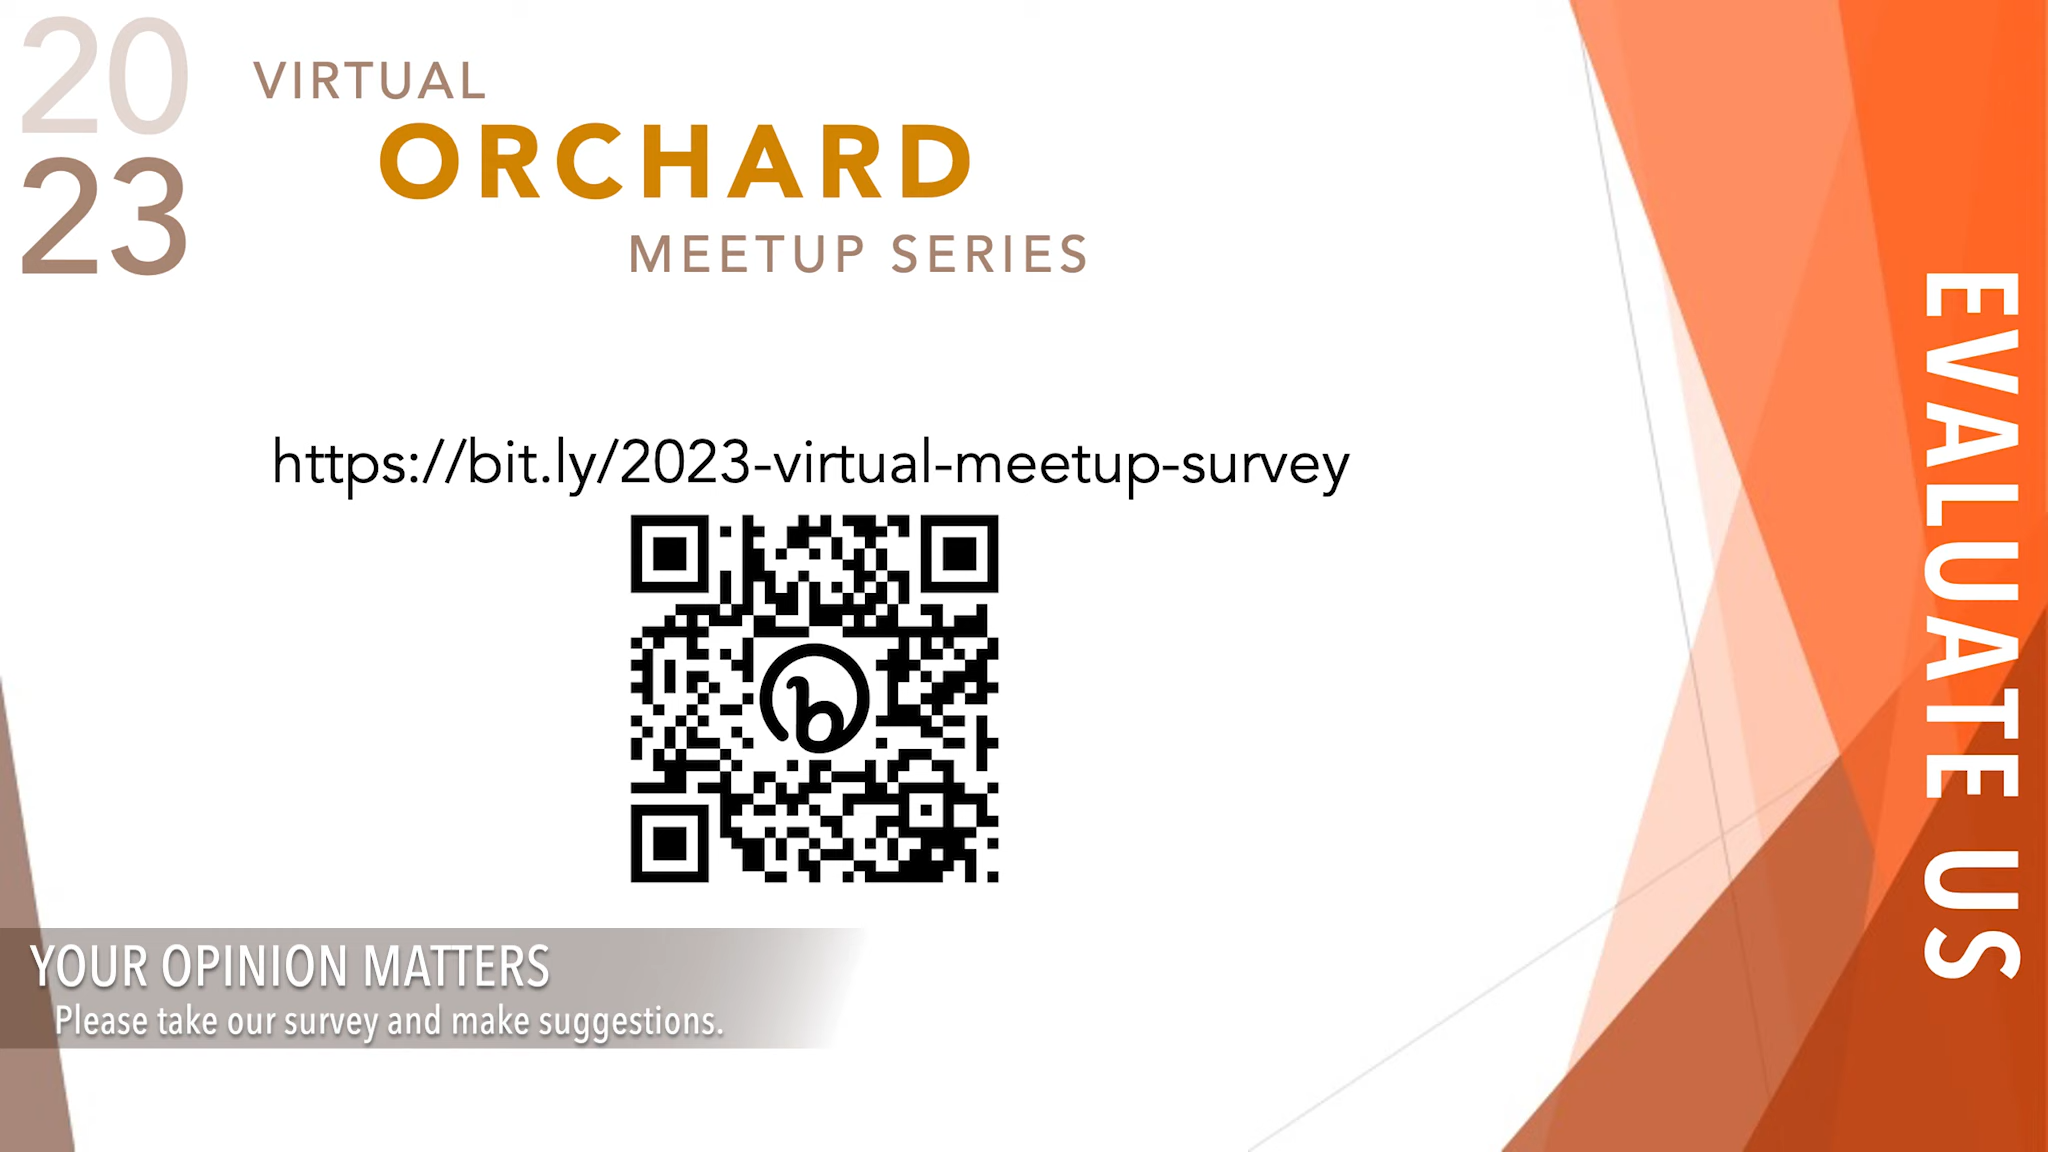 20
23
VIRTUAL
ORCHARD
MEETUP SERIES
https://bit.ly/2023-virtual-meetup-survey
b
YOUR OPINION MATTERS
Please take our survey and make suggestions.
EVALUATE US